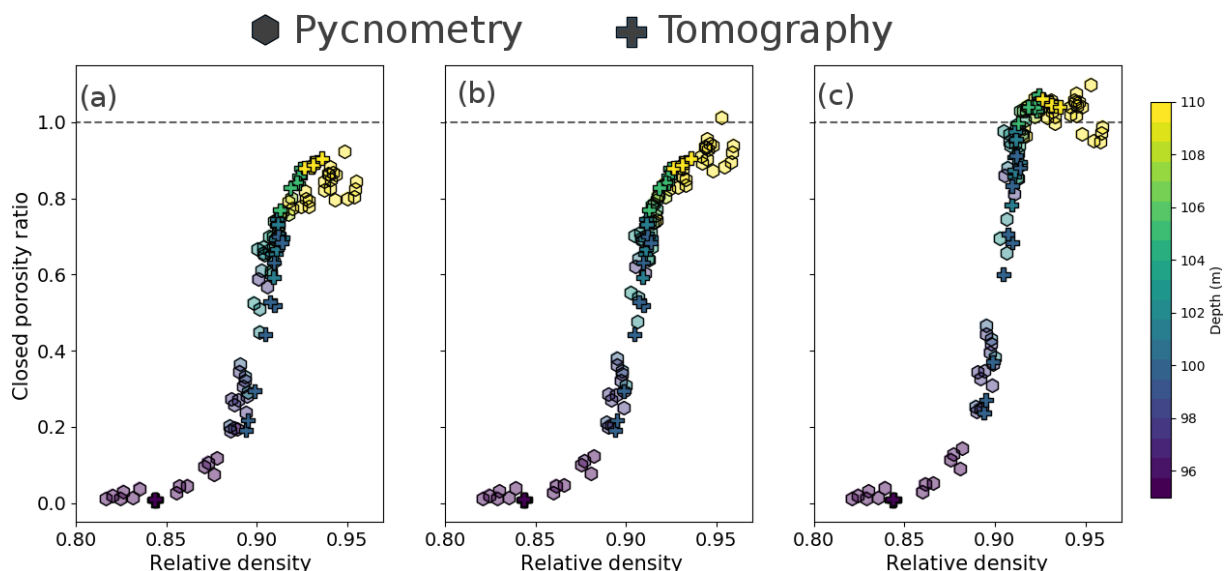 Pycnometry Tomography
(a) (b) (c)
Closed porosity ratio
1.0
0.8
0.6
0.4
0.2
0.0
0.80 0.85 0.90 0.95
Relative density
0.80 0.85 0.90 0.95
Relative density
0.80 0.85 0.90 0.95
Relative density
110
108
106
104
102
100
98
96
Depth (m)